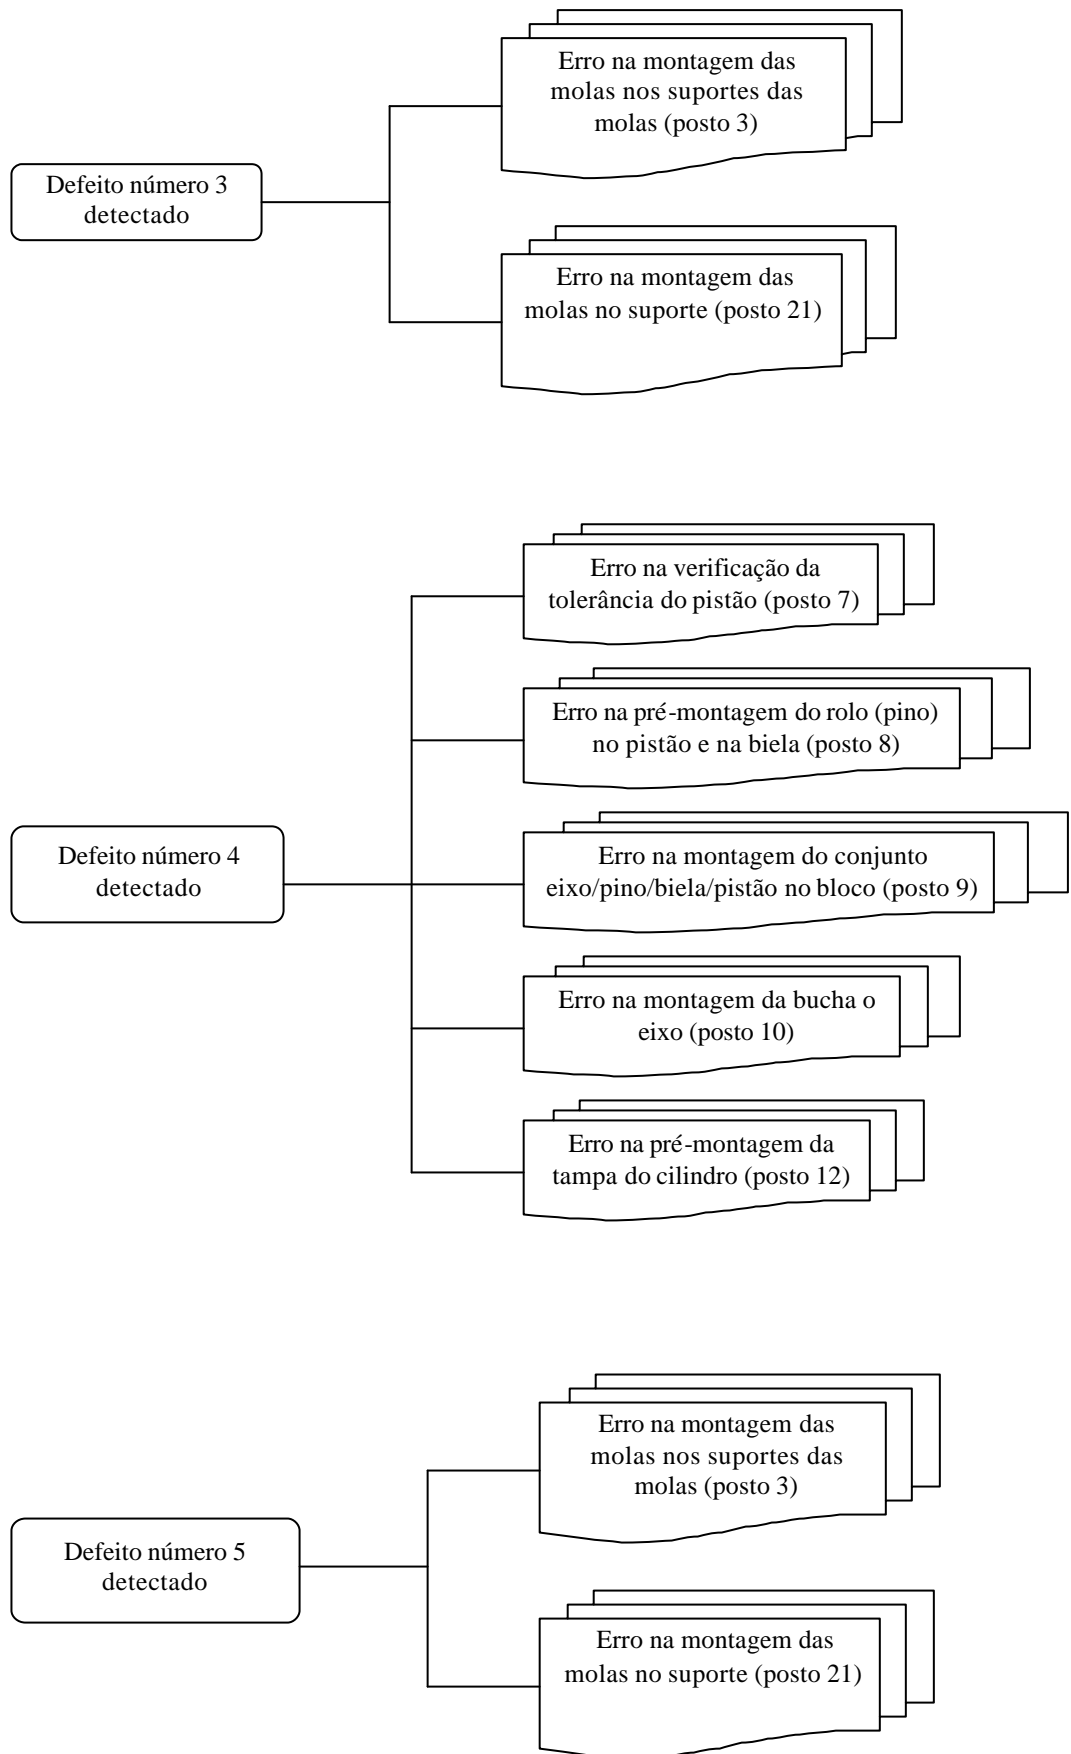 Erro na montagem das
molas nos suportes das
molas (posto 3)
Defeito número 3
detectado
Erro na montagem das
molas no suporte (posto 21)
Erro na verificação da
tolerância do pistão (posto 7)
Erro na pré-montagem do rolo (pino)
no pistão e na biela (posto 8)
Defeito número 4
detectado
Erro na montagem do conjunto
eixo/pino/biela/pistão no bloco (posto 9)
Erro na montagem da bucha o
eixo (posto 10)
Erro na pré-montagem da
tampa do cilindro (posto 12)
Erro na montagem das
molas nos suportes das
molas (posto 3)
Defeito número 5
detectado
Erro na montagem das
molas no suporte (posto 21)